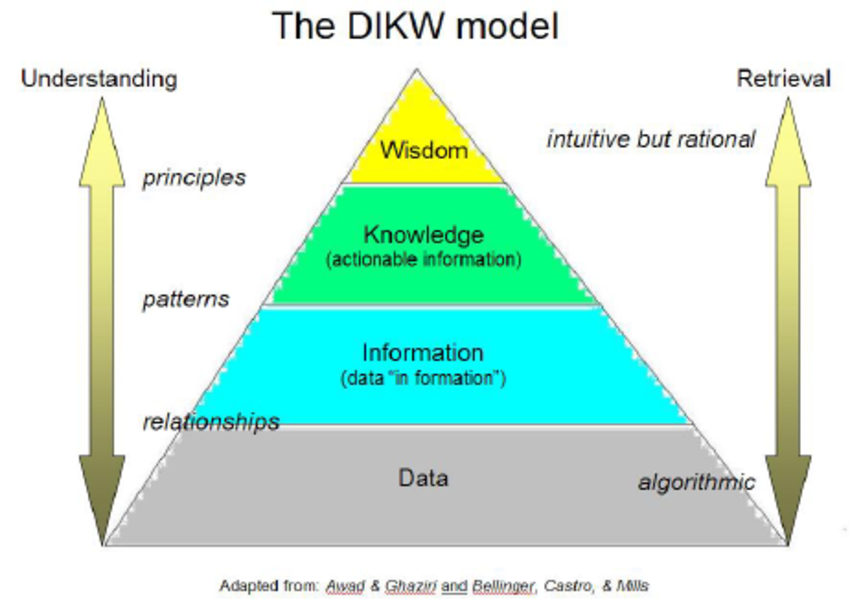 The DIKW model
Understanding
Retrieval
intuitive but rational
Wisdom
principles
Knowledge
(actionable information)
patterns
Information
(data “in formation”)
relationships
Data
algorithmic
Adapted from: Awad & Ghaziri and Bellinger, Castro, & Mills